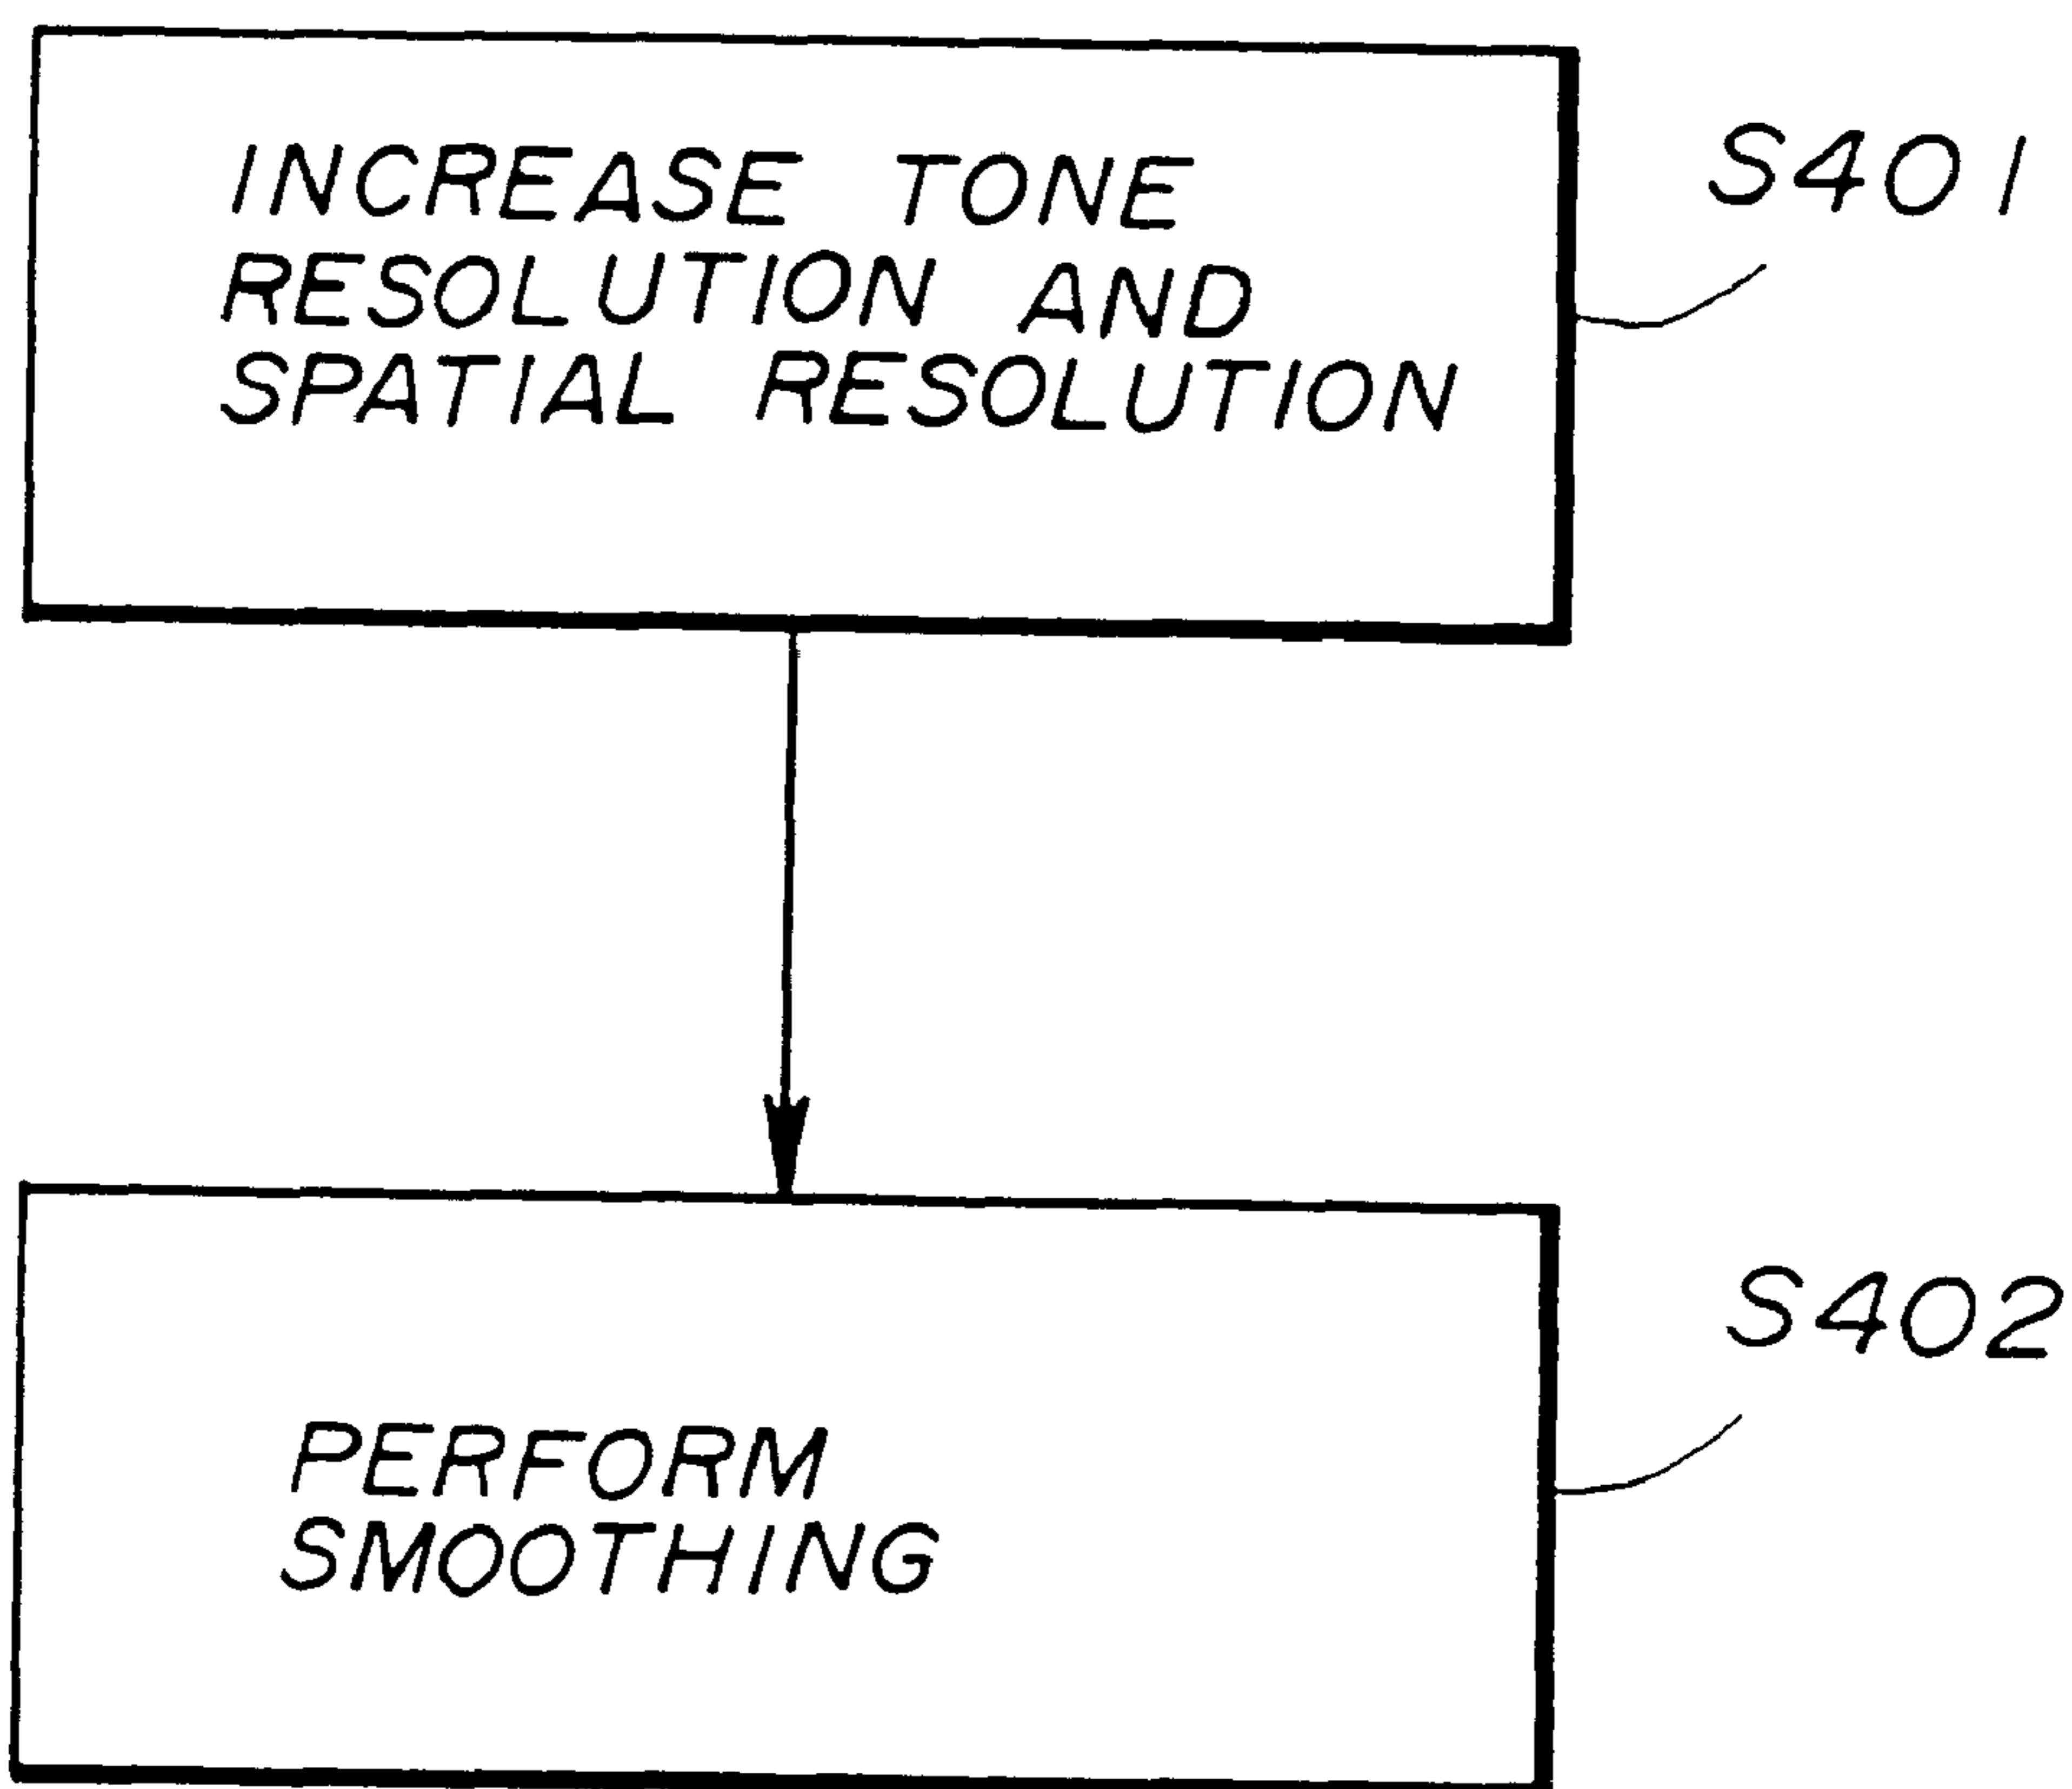 INCREASE TONE
RESOLUTION AND
SPATIAL RESOLUTION
S401
PERFORM
SMOOTHING
S402